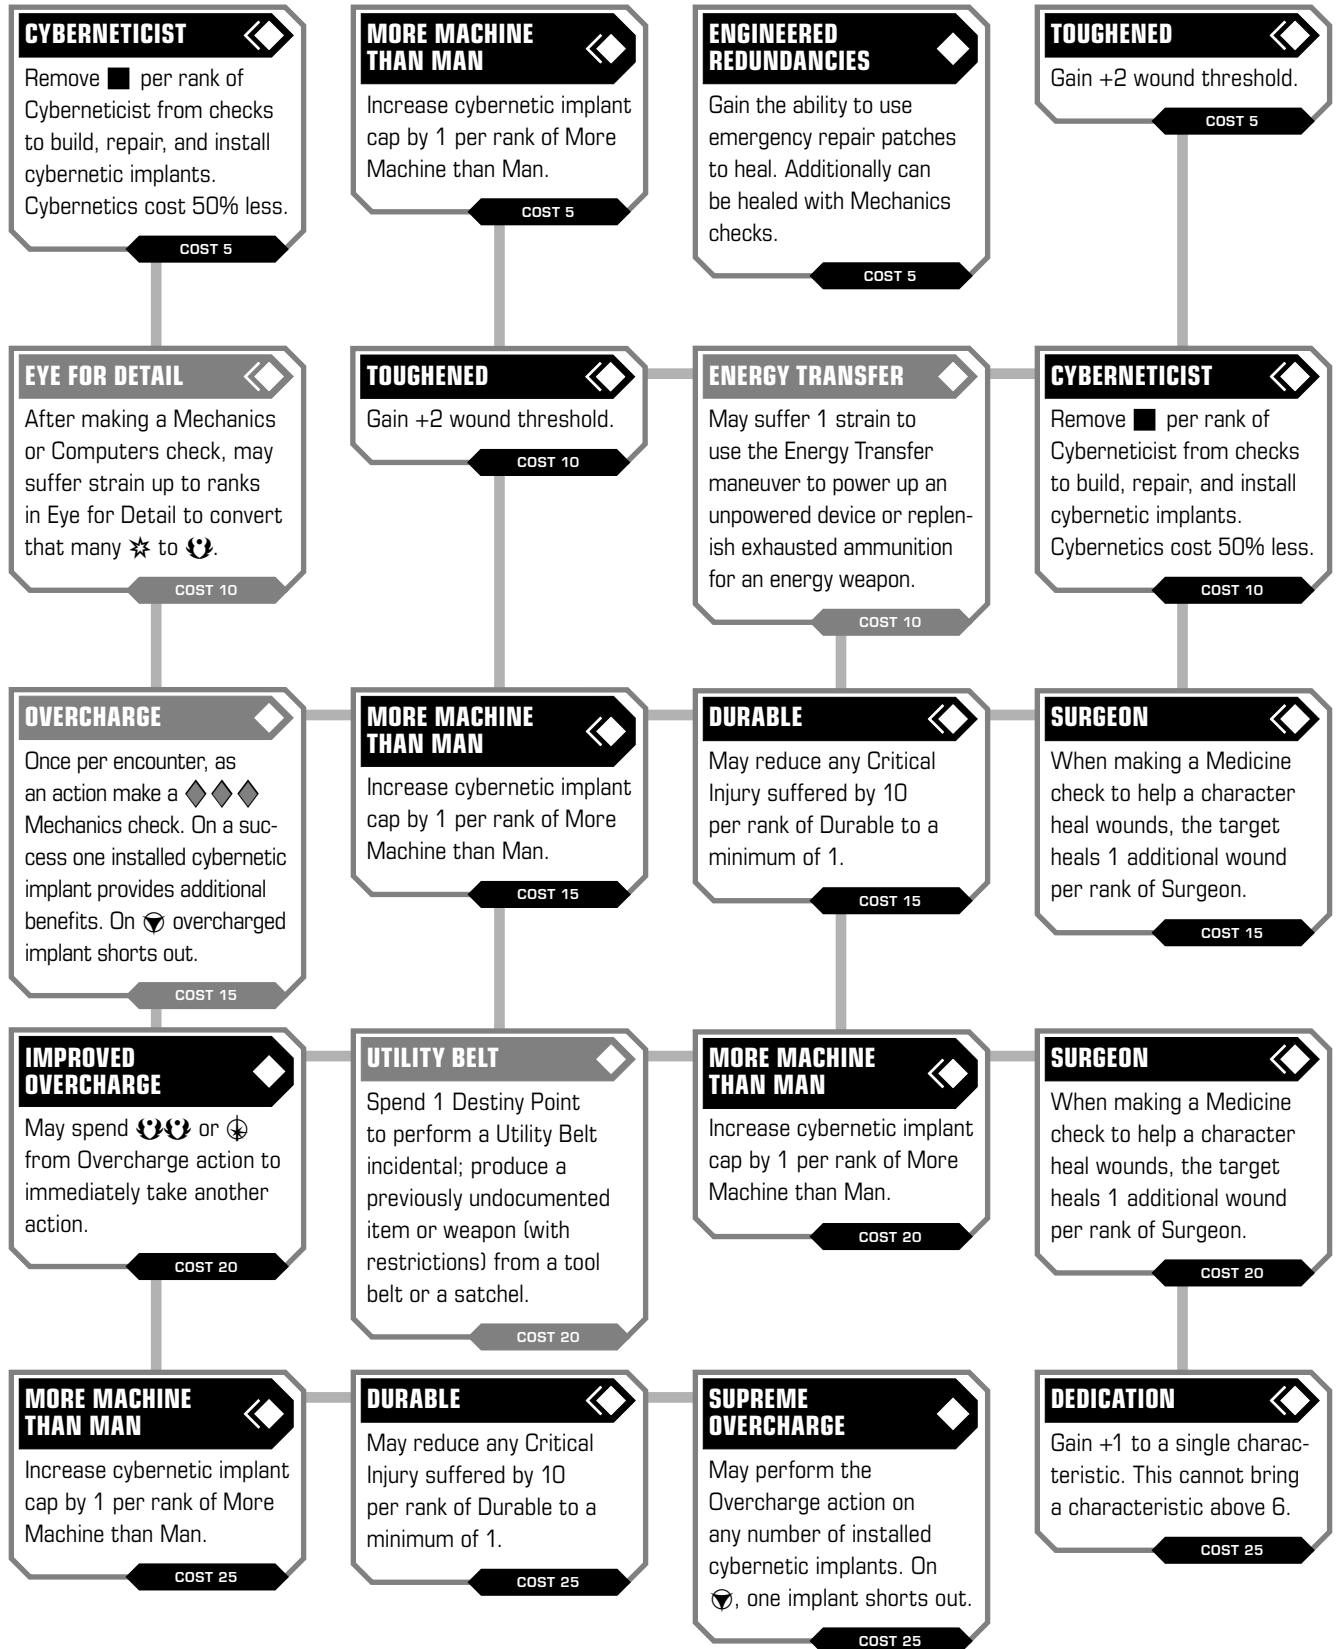 CYBERNETICIST
Remove per rank of
Cyberneticist from checks
to build, repair, and install
cybernetic implants.
Cybernetics cost 50% less.
COST 5
MORE MACHINE
THAN MAN
Increase cybernetic implant
cap by 1 per rank of More
Machine than Man.
COST 5
ENGINEERED
REDUNDANCIES
Gain the ability to use
emergency repair patches
to heal. Additionally can
be healed with Mechanics
checks.
COST 5
TOUGHENED
Gain +2 wound threshold.
COST 5
EYE FOR DETAIL
After making a Mechanics
or Computers check, may
suffer strain up to ranks
in Eye for Detail to convert
that many to .
COST 10
TOUGHENED
Gain +2 wound threshold.
COST 10
ENERGY TRANSFER
May suffer 1 strain to
use the Energy Transfer
maneuver to power up an
unpowered device or replen-
ish exhausted ammunition
for an energy weapon.
COST 10
CYBERNETICIST
Remove per rank of
Cyberneticist from checks
to build, repair, and install
cybernetic implants.
Cybernetics cost 50% less.
COST 10
OVERCHARGE
Once per encounter, as
an action make a
Mechanics check. On a suc-
cess one installed cybernetic
implant provides additional
benefits. On overcharged
implant shorts out.
COST 15
MORE MACHINE
THAN MAN
Increase cybernetic implant
cap by 1 per rank of More
Machine than Man.
COST 15
DURABLE
May reduce any Critical
Injury suffered by 10
per rank of Durable to a
minimum of 1.
COST 15
SURGEON
When making a Medicine
check to help a character
heal wounds, the target
heals 1 additional wound
per rank of Surgeon.
COST 15
IMPROVED
OVERCHARGE
May spend or
from Overcharge action to
immediately take another
action.
COST 20
UTILITY BELT
Spend 1 Destiny Point
to perform a Utility Belt
incidental; produce a
previously undocumented
item or weapon (with
restrictions) from a tool
belt or a satchel.
COST 20
MORE MACHINE
THAN MAN
Increase cybernetic implant
cap by 1 per rank of More
Machine than Man.
COST 20
SURGEON
When making a Medicine
check to help a character
heal wounds, the target
heals 1 additional wound
per rank of Surgeon.
COST 20
MORE MACHINE
THAN MAN
Increase cybernetic implant
cap by 1 per rank of More
Machine than Man.
COST 25
DURABLE
May reduce any Critical
Injury suffered by 10
per rank of Durable to a
minimum of 1.
COST 25
SUPREME
OVERCHARGE
May perform the
Overcharge action on
any number of installed
cybernetic implants. On
, one implant shorts out.
COST 25
DEDICATION
Gain +1 to a single charac-
teristic. This cannot bring
a characteristic above 6.
COST 25